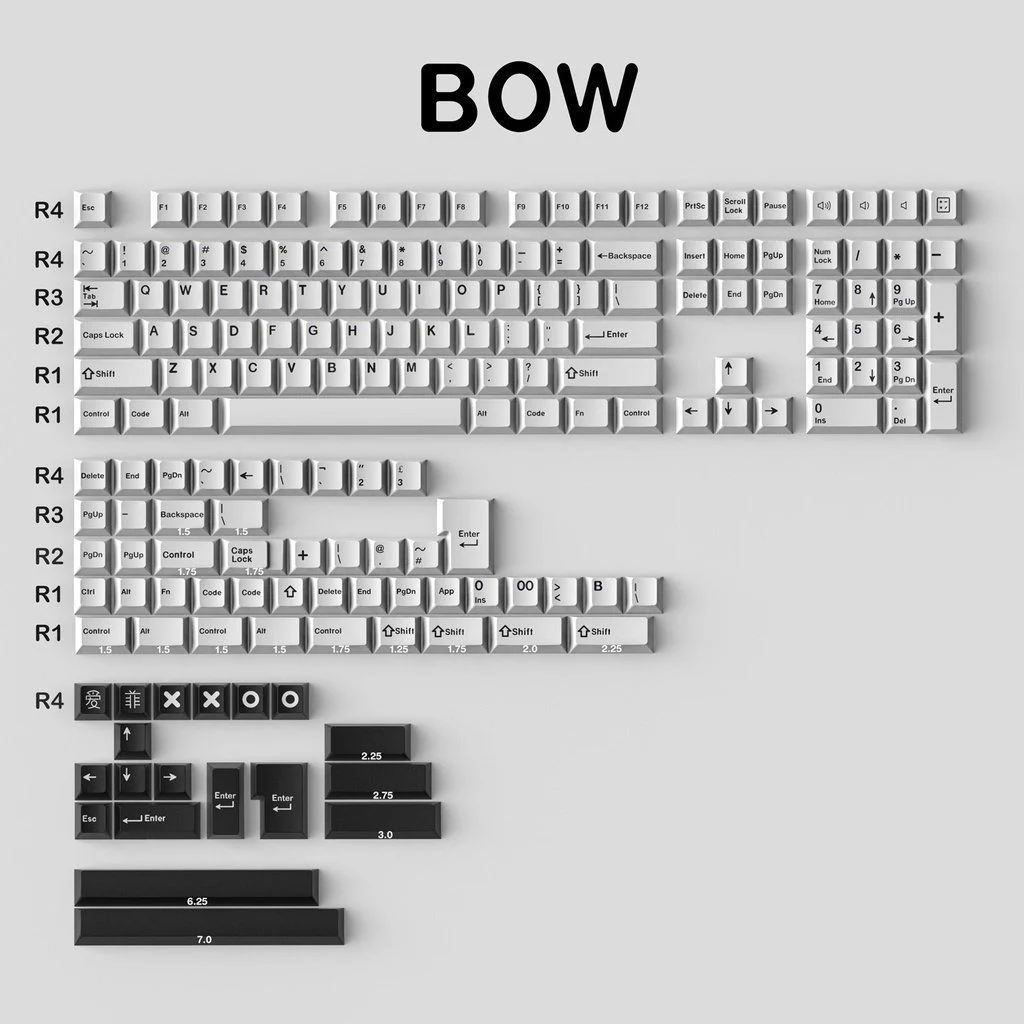 BOW
R4 Esc F1 F2 F3 F4 F5 F6 F7 F8 F9 F10 F11 F12 PrtSc Scroll Lock Pause
R4 ~ ` ! 1 @ 2 # 3 $ 4 % 5 ^ 6 & 7 * 8 ( 9 ) 0 _ - + = ←Backspace Insert Home PgUp Num Lock / * −
R3 Tab Q W E R T Y U I O P { [ } ] | \ Delete End PgDn 7 Home 8 ↑ 9 Pg Up +
R2 Caps Lock A S D F G H J K L : ; " ' Enter 4 ← 5 6 →
R1 ⇧Shift Z X C V B N M < , > . ? / ⇧Shift ↑ 1 End 2 ↓ 3 Pg Dn Enter
R1 Control Code Alt Alt Code Fn Control ← ↓ → 0 Ins . Del
R4 Delete End PgDn ~ ` ← | \ ¬ ` " 2 £ 3
R3 PgUp − Backspace 1.5 | \ 1.5 Enter
R2 PgDn PgUp Control 1.75 Caps Lock 1.75 + | \ @ ' ~ #
R1 Ctrl Alt Fn Code Code ⇧ Delete End PgDn App 0 Ins 00 > < B | \
R1 Control 1.5 Alt 1.5 Control 1.5 Alt 1.5 Control 1.75 ⇧Shift 1.25 ⇧Shift 1.75 ⇧Shift 2.0 ⇧Shift 2.25
R4 愛 X X O O
↑ 2.25
← ↓ → Enter Enter 2.75
Esc Enter 3.0
6.25
7.0